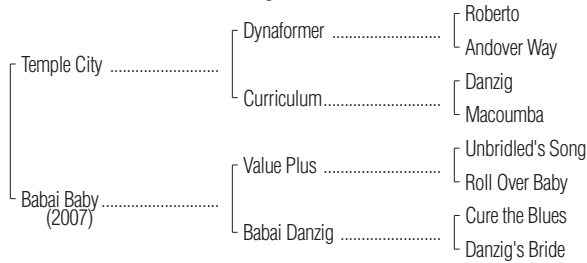 Roberto
Dynaformer ..........................
Andover Way
Temple City ..........................
Danzig
Curriculum..........................
Macoumba
Unbridled's Song
Value Plus ..........................
Roll Over Baby
Babai Baby ..........................
(2007)
Cure the Blues
Babai Danzig ........................
Danzig's Bride